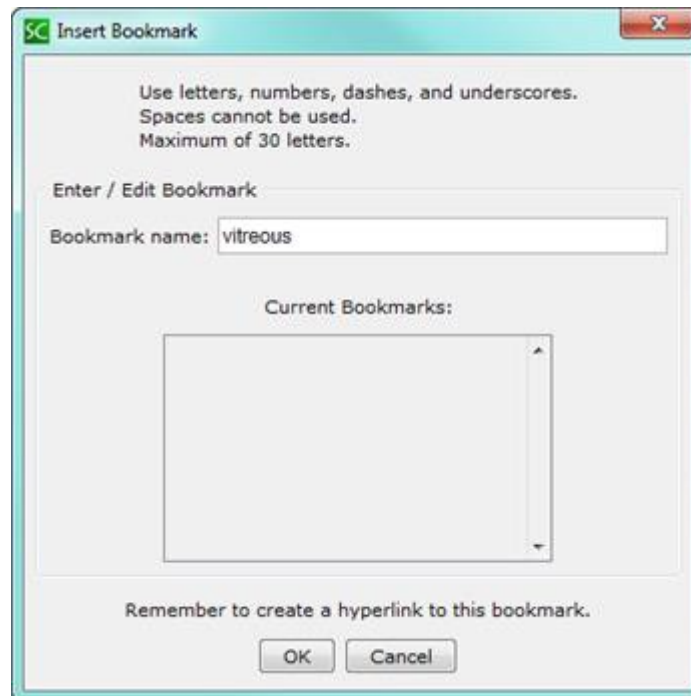 SC Insert Bookmark
Use letters, numbers, dashes, and underscores.
Spaces cannot be used.
Maximum of 30 letters.
Enter / Edit Bookmark
Bookmark name: vitreous
Current Bookmarks:
Remember to create a hyperlink to this bookmark.
OK Cancel